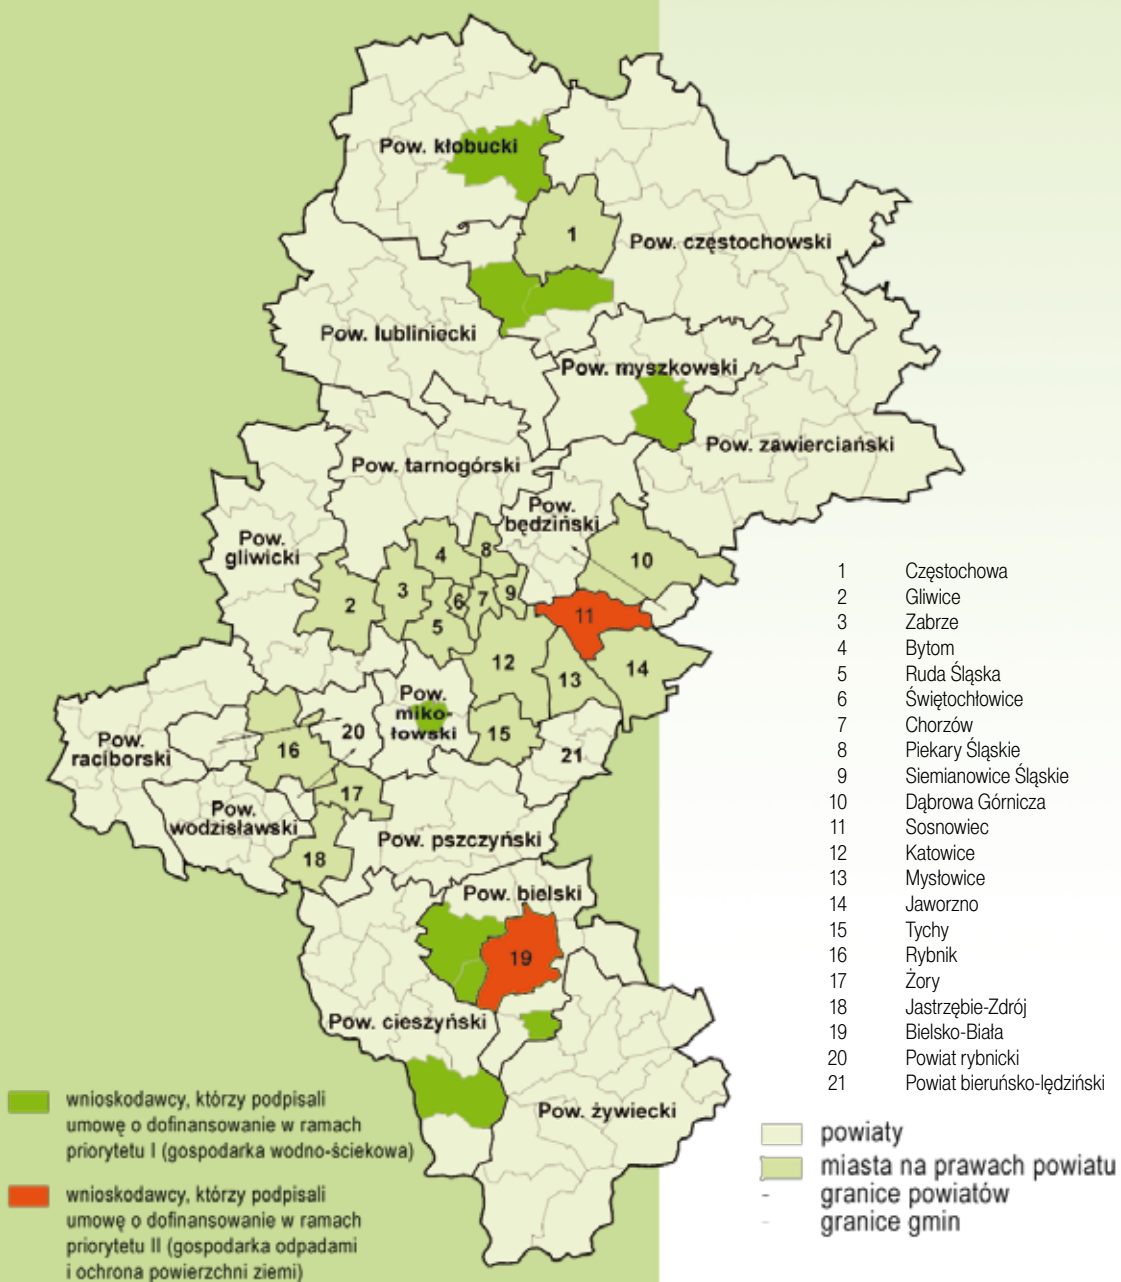 Pow. kłobucki
1
Pow. częstochowski
Pow. lubliniecki
Pow. myszkowski
Pow. zawierciański
Pow. tarnogórski
Pow.
będziński
Pow.
gliwicki
4
8
10
2
3
6
7
9
5
11
12
13
14
Pow.
miko-
łowski
15
20
21
Pow.
raciborski
16
17
Pow.
wodzisławski
18
Pow. pszczyński
Pow. bielski
19
Pow. cieszyński
Pow. żywiecki
1 Częstochowa
2 Gliwice
3 Zabrze
4 Bytom
5 Ruda Śląska
6 Świętochłowice
7 Chorzów
8 Piekary Śląskie
9 Siemianowice Śląskie
10 Dąbrowa Górnicza
11 Sosnowiec
12 Katowice
13 Mysłowice
14 Jaworzno
15 Tychy
16 Rybnik
17 Żory
18 Jastrzębie-Zdrój
19 Bielsko-Biała
20 Powiat rybnicki
21 Powiat bieruńsko-lędziński
wnioskodawcy, którzy podpisali
umowę o dofinansowanie w ramach
priorytetu I (gospodarka wodno-ściekowa)
wnioskodawcy, którzy podpisali
umowę o dofinansowanie w ramach
priorytetu II (gospodarka odpadami
i ochrona powierzchni ziemi)
powiaty
miasta na prawach powiatu
granice powiatów
granice gmin